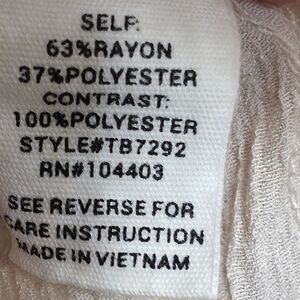 SELF:
63%RAYON
37%POLYESTER
CONTRAST:
100%POLYESTER
STYLE#TB7292
RN#104403
SEE REVERSE FOR
CARE INSTRUCTION
MADE IN VIETNAM